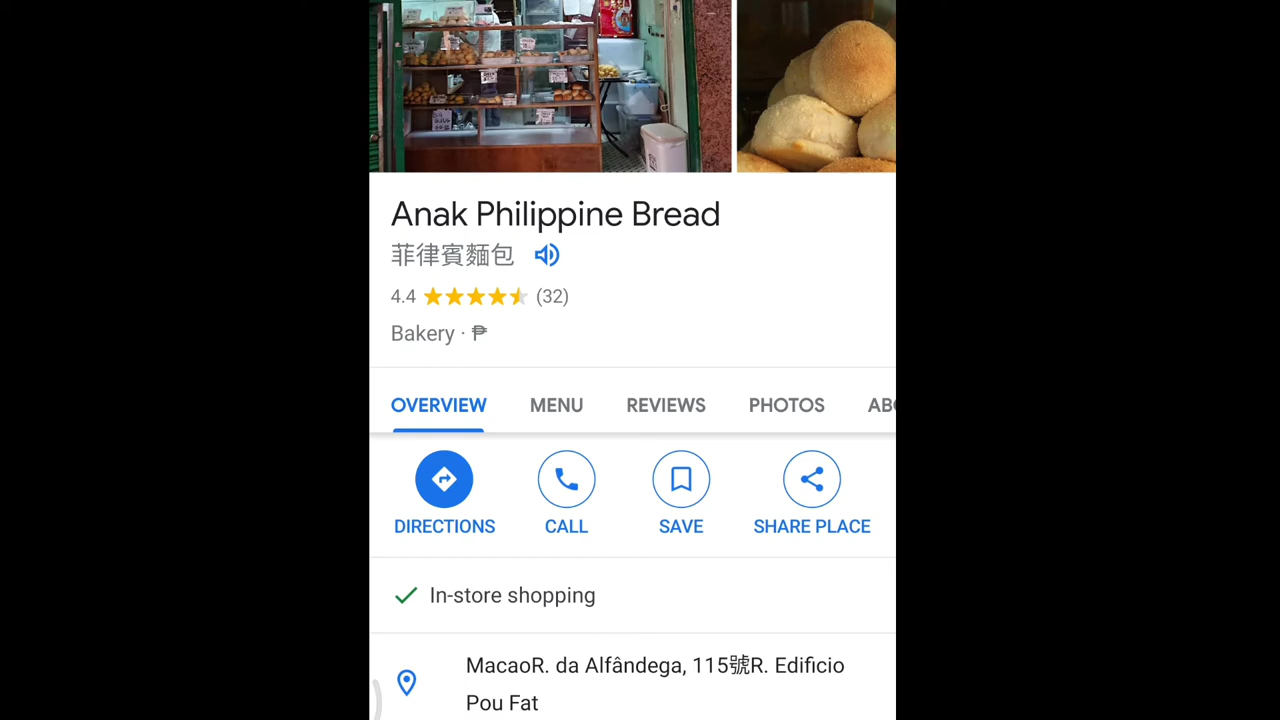 Anak Philippine Bread
菲律賓麵包
4.4 (32)
Bakery · ₱
OVERVIEW MENU REVIEWS PHOTOS
DIRECTIONS CALL SAVE SHARE PLACE
In-store shopping
MacaoR. da Alfândega, 115號R. Edificio
Pou Fat